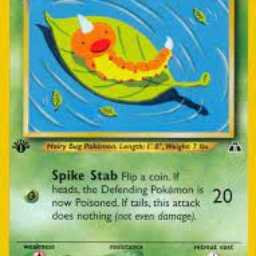 Hairy Bug Pokémon. Length: 1' 0", Weight: 7 lbs.
Spike Stab Flip a coin. If
heads, the Defending Pokémon is
now Poisoned. If tails, this attack
does nothing (not even damage).
20
weakness resistance retreat cost